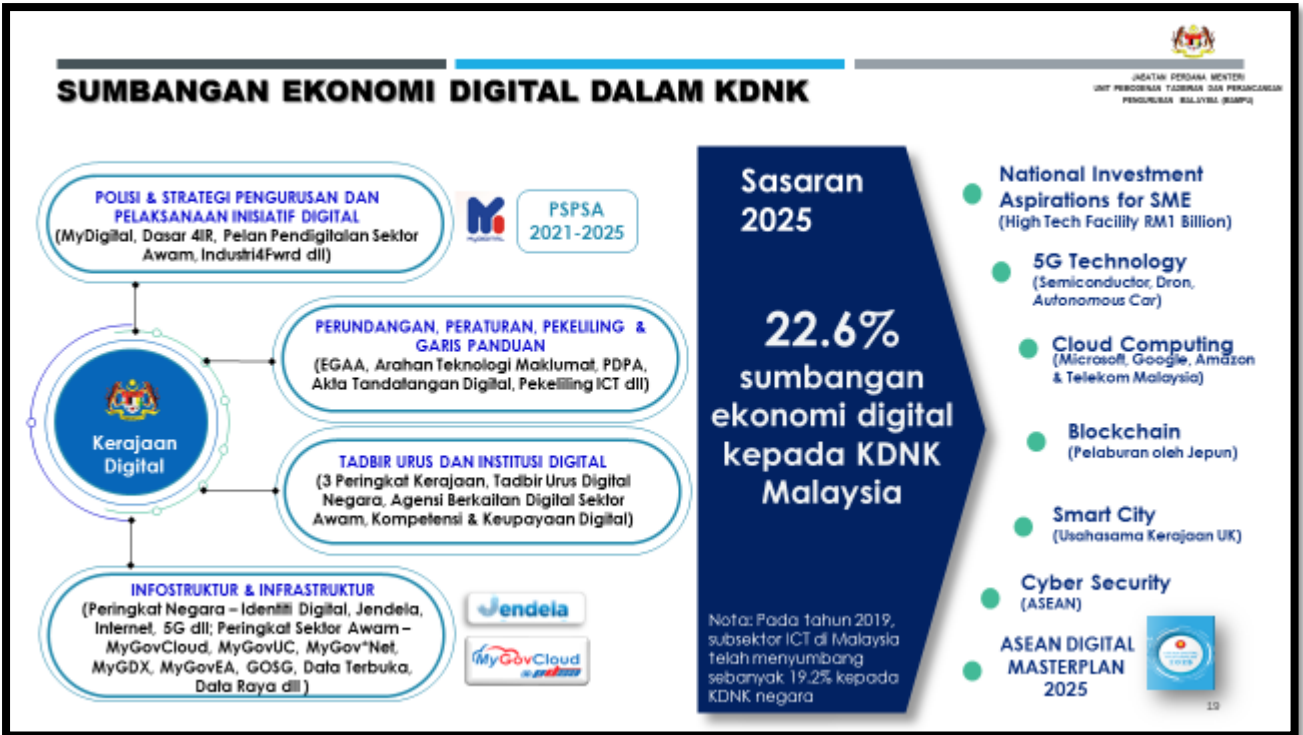 JABATAN PERDANA MENTERI
UNIT PEMODENAN TADBIRAN DAN PERANCANGAN
PENGURUSAN MALAYSIA (MAMPU)
SUMBANGAN EKONOMI DIGITAL DALAM KDNK
POLISI & STRATEGI PENGURUSAN DAN
PELAKSANAAN INISIATIF DIGITAL
(MyDigital, Dasar 4IR, Pelan Pendigitalan Sektor
Awam, Industri4Fwrd dll)
PSPSA
2021-2025
PERUNDANGAN, PERATURAN, PEKELILING &
GARIS PANDUAN
(EGAA, Arahan Teknologi Maklumat, PDPA,
Akta Tandatangan Digital, Pekeliling ICT dll)
Kerajaan
Digital
TADBIR URUS DAN INSTITUSI DIGITAL
(3 Peringkat Kerajaan, Tadbir Urus Digital
Negara, Agensi Berkaitan Digital Sektor
Awam, Kompetensi & Keupayaan Digital)
INFOSTRUKTUR & INFRASTRUKTUR
(Peringkat Negara – Identiti Digital, Jendela,
Internet, 5G dll; Peringkat Sektor Awam –
MyGovCloud, MyGovUC, MyGov*Net,
MyGDX, MyGovEA, GOSG, Data Terbuka,
Data Raya dll )
Jendela
MyGovCloud
Sasaran
2025
22.6%
sumbangan
ekonomi digital
kepada KDNK
Malaysia
Nota: Pada tahun 2019,
subsektor ICT di Malaysia
telah menyumbang
sebanyak 19.2% kepada
KDNK negara
National Investment
Aspirations for SME
(High Tech Facility RM1 Billion)
5G Technology
(Semiconductor, Dron,
Autonomous Car)
Cloud Computing
(Microsoft, Google, Amazon
& Telekom Malaysia)
Blockchain
(Pelaburan oleh Jepun)
Smart City
(Usahasama Kerajaan UK)
Cyber Security
(ASEAN)
ASEAN DIGITAL
MASTERPLAN
2025
19